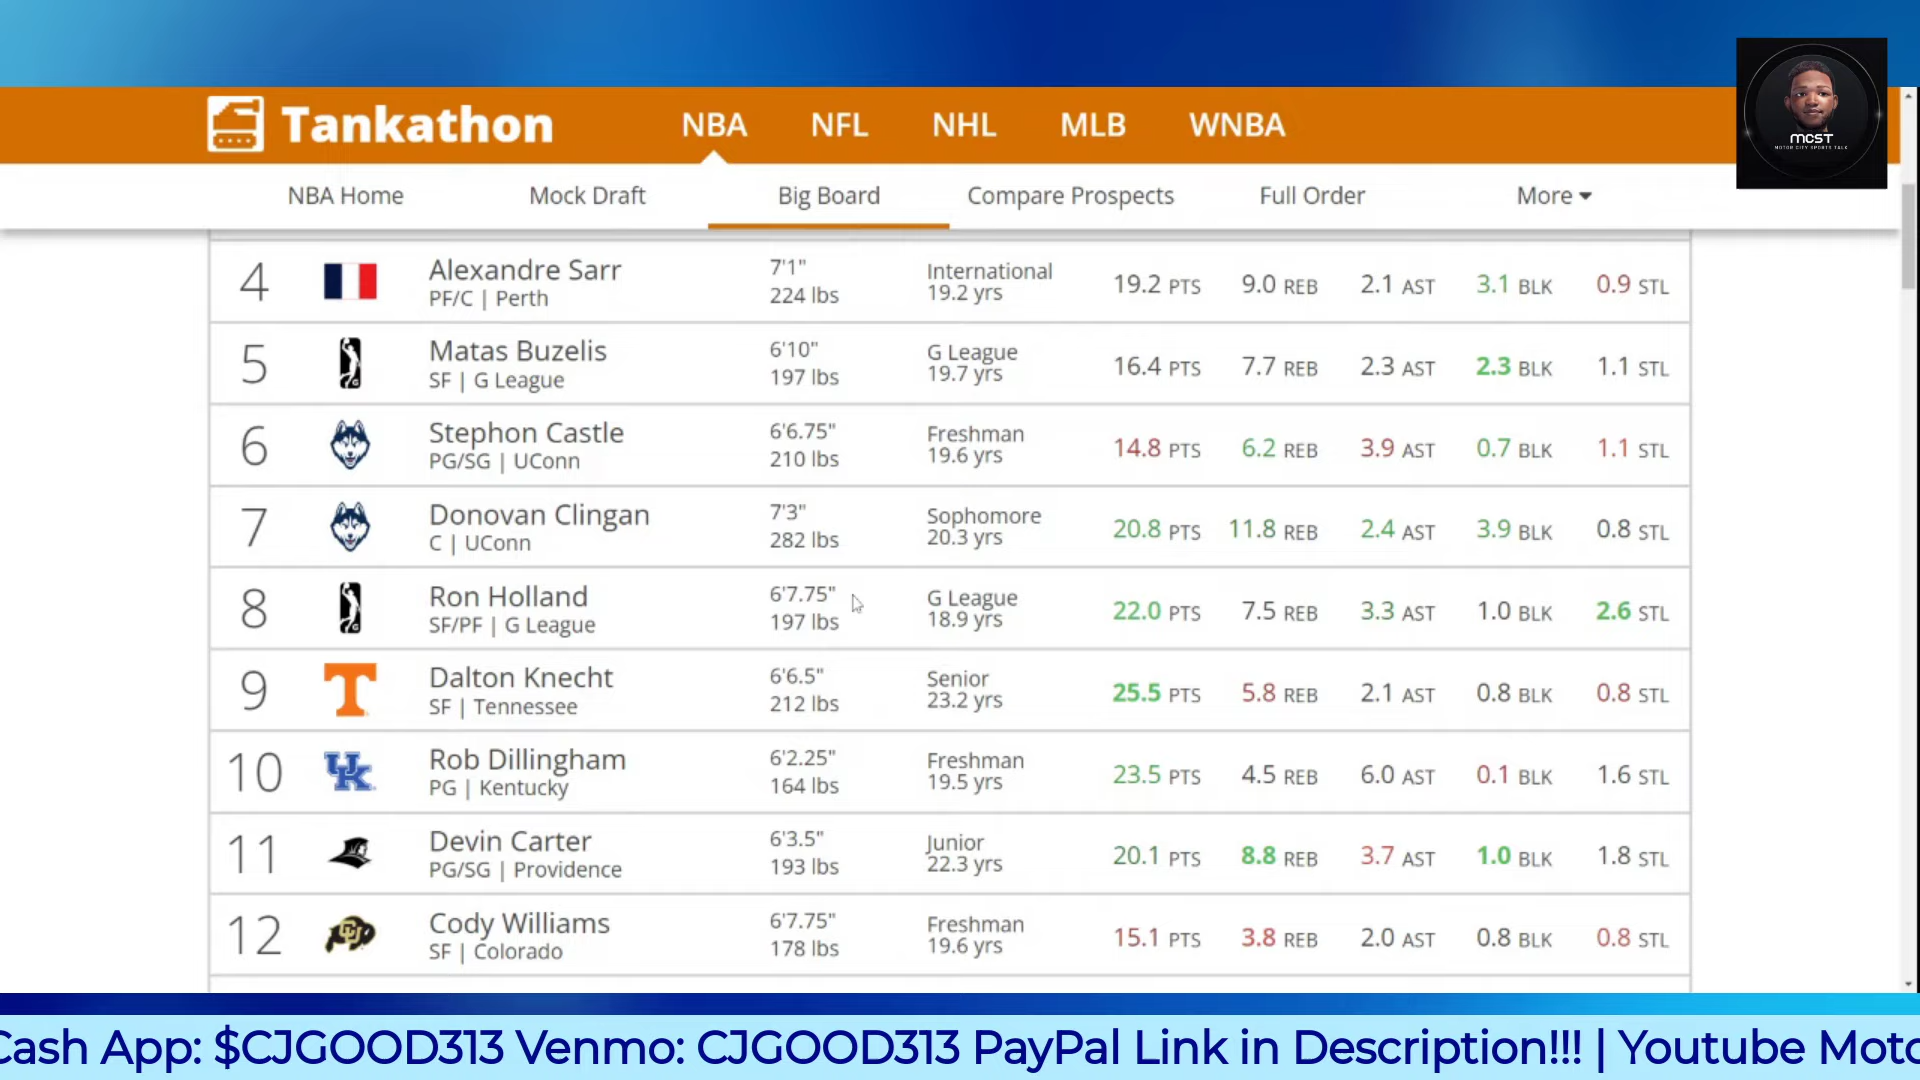 Tankathon NBA NFL NHL MLB WNBA
MCST
MOTOR CITY SPORTS TALK
NBA Home Mock Draft Big Board Compare Prospects Full Order More
4 Alexandre Sarr 7'1" International 19.2 PTS 9.0 REB 2.1 AST 3.1 BLK 0.9 STL
PF/C | Perth 224 lbs 19.2 yrs
5 Matas Buzelis 6'10" G League 16.4 PTS 7.7 REB 2.3 AST 2.3 BLK 1.1 STL
SF | G League 197 lbs 19.7 yrs
6 Stephon Castle 6'6.75" Freshman 14.8 PTS 6.2 REB 3.9 AST 0.7 BLK 1.1 STL
PG/SG | UConn 210 lbs 19.6 yrs
7 Donovan Clingan 7'3" Sophomore 20.8 PTS 11.8 REB 2.4 AST 3.9 BLK 0.8 STL
C | UConn 282 lbs 20.3 yrs
8 Ron Holland 6'7.75" G League 22.0 PTS 7.5 REB 3.3 AST 1.0 BLK 2.6 STL
SF/PF | G League 197 lbs 18.9 yrs
9 T Dalton Knecht 6'6.5" Senior 25.5 PTS 5.8 REB 2.1 AST 0.8 BLK 0.8 STL
SF | Tennessee 212 lbs 23.2 yrs
10 UK Rob Dillingham 6'2.25" Freshman 23.5 PTS 4.5 REB 6.0 AST 0.1 BLK 1.6 STL
PG | Kentucky 164 lbs 19.5 yrs
11 Devin Carter 6'3.5" Junior 20.1 PTS 8.8 REB 3.7 AST 1.0 BLK 1.8 STL
PG/SG | Providence 193 lbs 22.3 yrs
12 CU Cody Williams 6'7.75" Freshman 15.1 PTS 3.8 REB 2.0 AST 0.8 BLK 0.8 STL
SF | Colorado 178 lbs 19.6 yrs
Cash App: $CJGOOD313 Venmo: CJGOOD313 PayPal Link in Description!!! | Youtube Moto